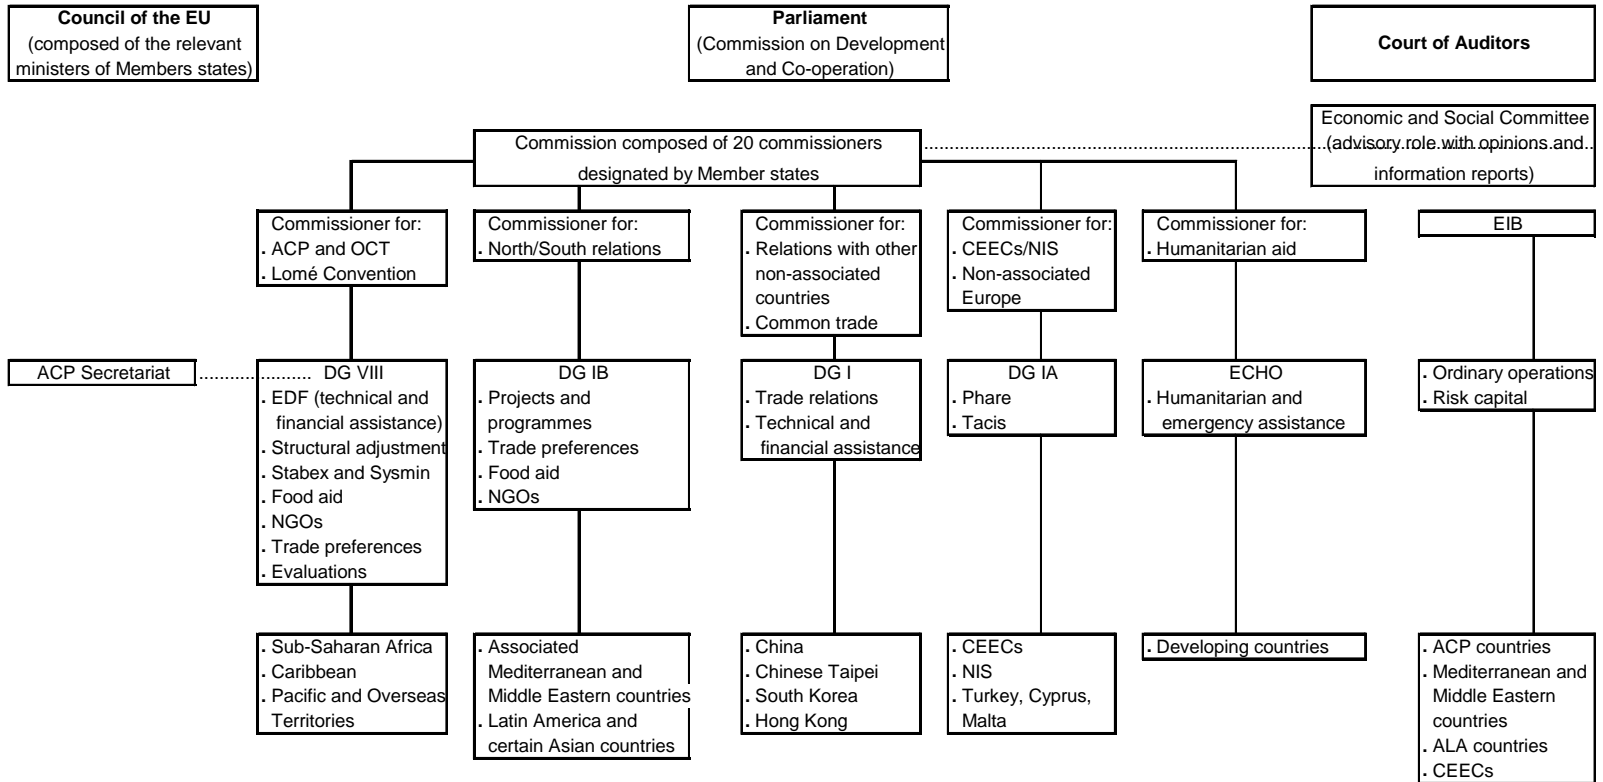 Council of the EU
(composed of the relevant
ministers of Members states)
Parliament
(Commission on Development
and Co-operation)
Court of Auditors
Economic and Social Committee
(advisory role with opinions and
information reports)
Commission composed of 20 commissioners
designated by Member states
Commissioner for:
. ACP and OCT
. Lomé Convention
Commissioner for:
. North/South relations
Commissioner for:
. Relations with other
non-associated
countries
. Common trade
Commissioner for:
. CEECs/NIS
. Non-associated
Europe
Commissioner for:
. Humanitarian aid
EIB
ACP Secretariat
DG VIII
. EDF (technical and
financial assistance)
. Structural adjustment
. Stabex and Sysmin
. Food aid
. NGOs
. Trade preferences
. Evaluations
DG IB
. Projects and
programmes
. Trade preferences
. Food aid
. NGOs
DG I
. Trade relations
. Technical and
financial assistance
DG IA
. Phare
. Tacis
ECHO
. Humanitarian and
emergency assistance
. Ordinary operations
. Risk capital
. Sub-Saharan Africa
. Caribbean
. Pacific and Overseas
Territories
. Associated
Mediterranean and
Middle Eastern countries
. Latin America and
certain Asian countries
. China
. Chinese Taipei
. South Korea
. Hong Kong
. CEECs
. NIS
. Turkey, Cyprus,
Malta
. Developing countries
. ACP countries
. Mediterranean and
Middle Eastern
countries
. ALA countries
. CEECs